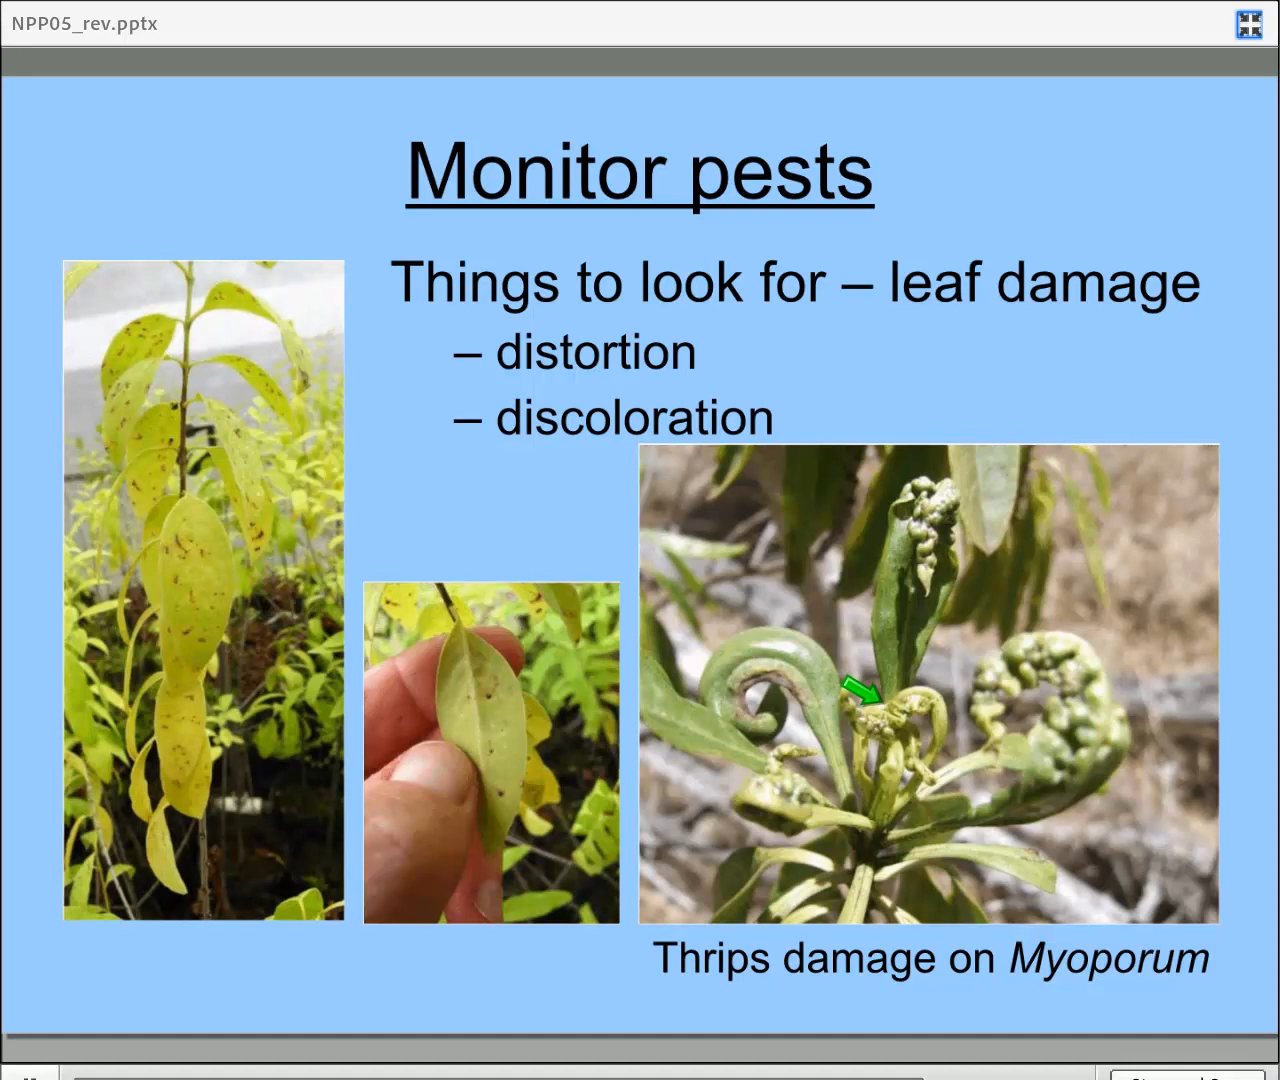 NPP05_rev.pptx
Monitor pests
Things to look for – leaf damage
– distortion
– discoloration
Thrips damage on Myoporum